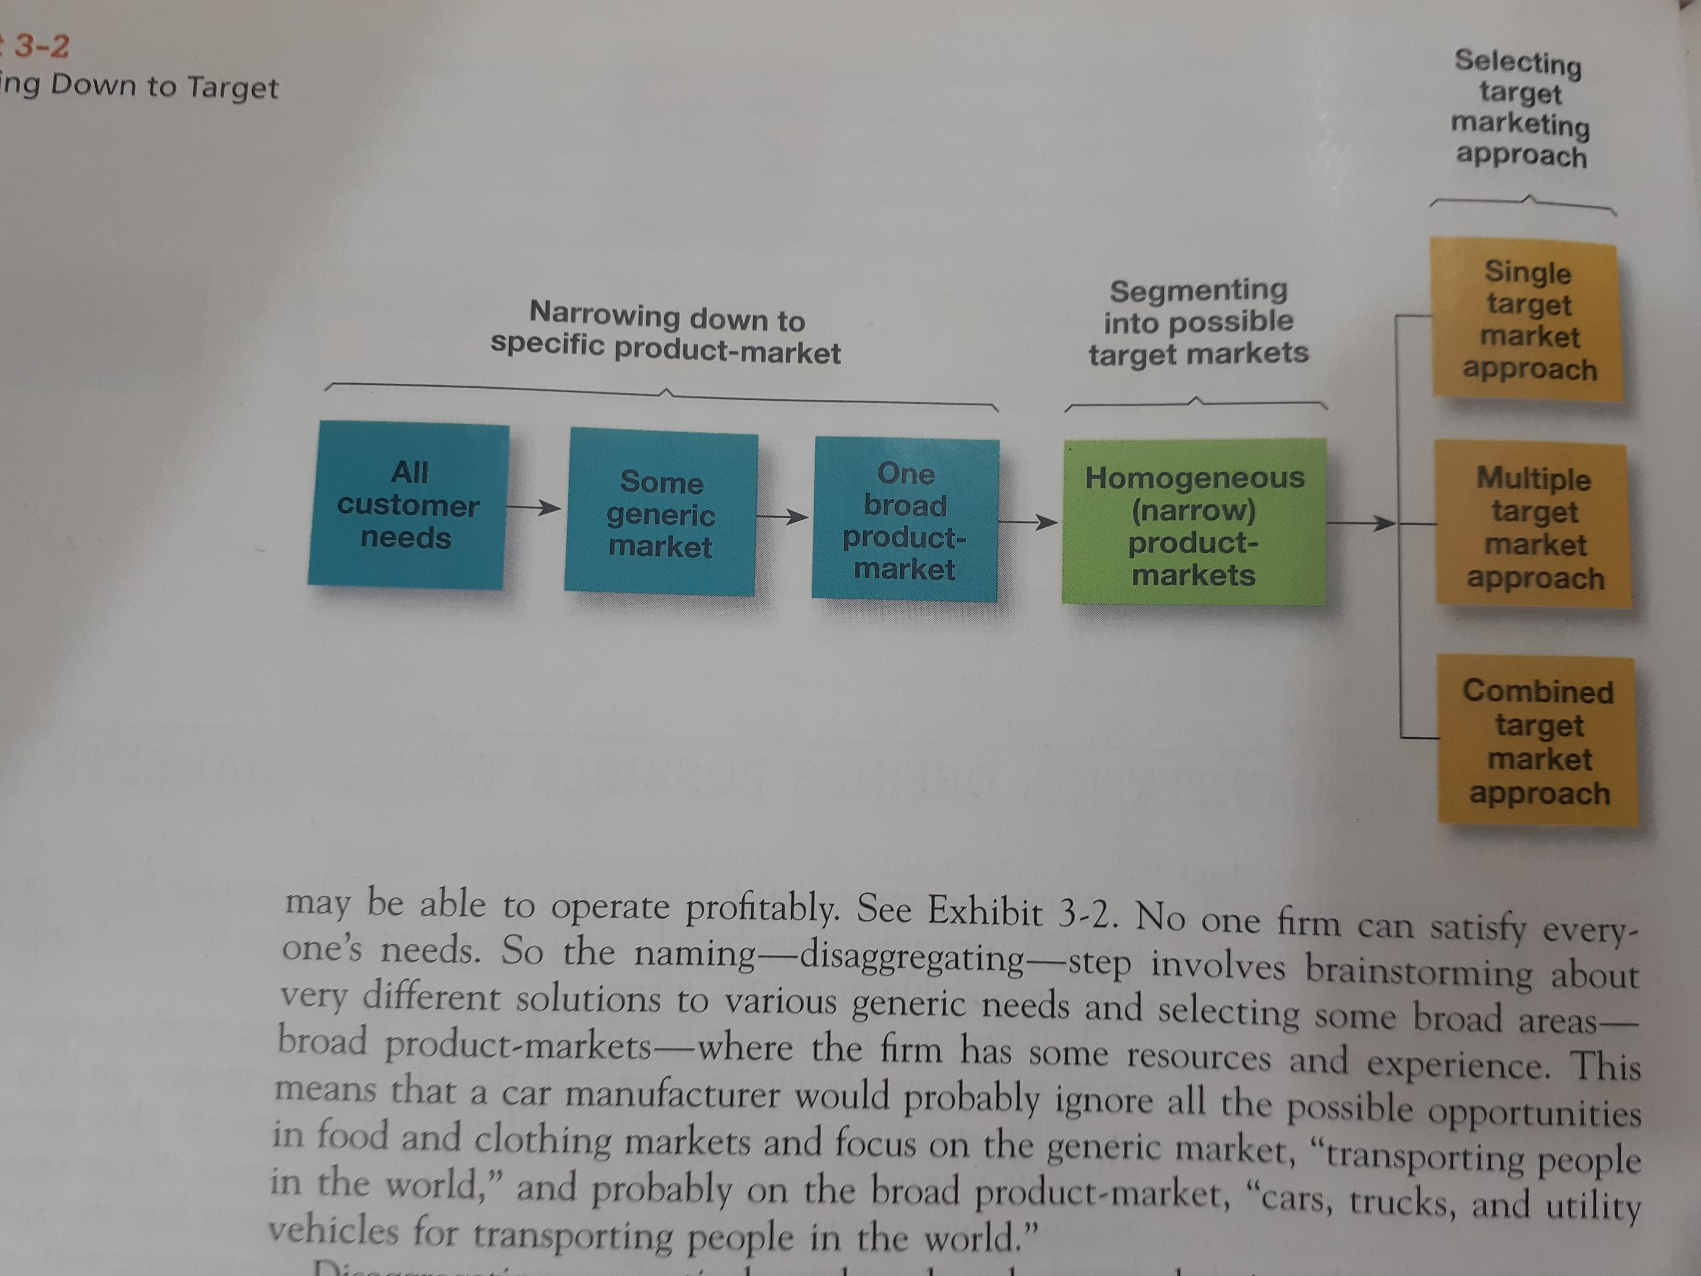 3-2
ing Down to Target
Selecting
target
marketing
approach
Narrowing down to
specific product-market
Segmenting
into possible
target markets
All
customer
needs
Some
generic
market
One
broad
product-
market
Homogeneous
(narrow)
product-
markets
Single
target
market
approach
Multiple
target
market
approach
Combined
target
market
approach
may be able to operate profitably. See Exhibit 3-2. No one firm can satisfy every-
one's needs. So the naming—disaggregating—step involves brainstorming about
very different solutions to various generic needs and selecting some broad areas—
broad product-markets—where the firm has some resources and experience. This
means that a car manufacturer would probably ignore all the possible opportunities
in food and clothing markets and focus on the generic market, “transporting people
in the world,” and probably on the broad product-market, “cars, trucks, and utility
vehicles for transporting people in the world.”